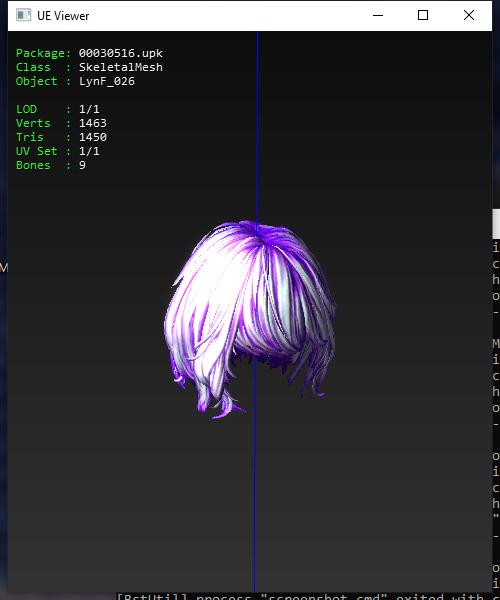 UE Viewer
Package: 00030516.upk
Class  : SkeletalMesh
Object : LynF_026
LOD    : 1/1
Verts  : 1463
Tris   : 1450
UV Set : 1/1
Bones  : 9
M
i
c
h
o
-
M
i
c
h
o
-
o
i
c
h
"
-
o
i
[BstUtil] process "screenshot.cmd" exited with c